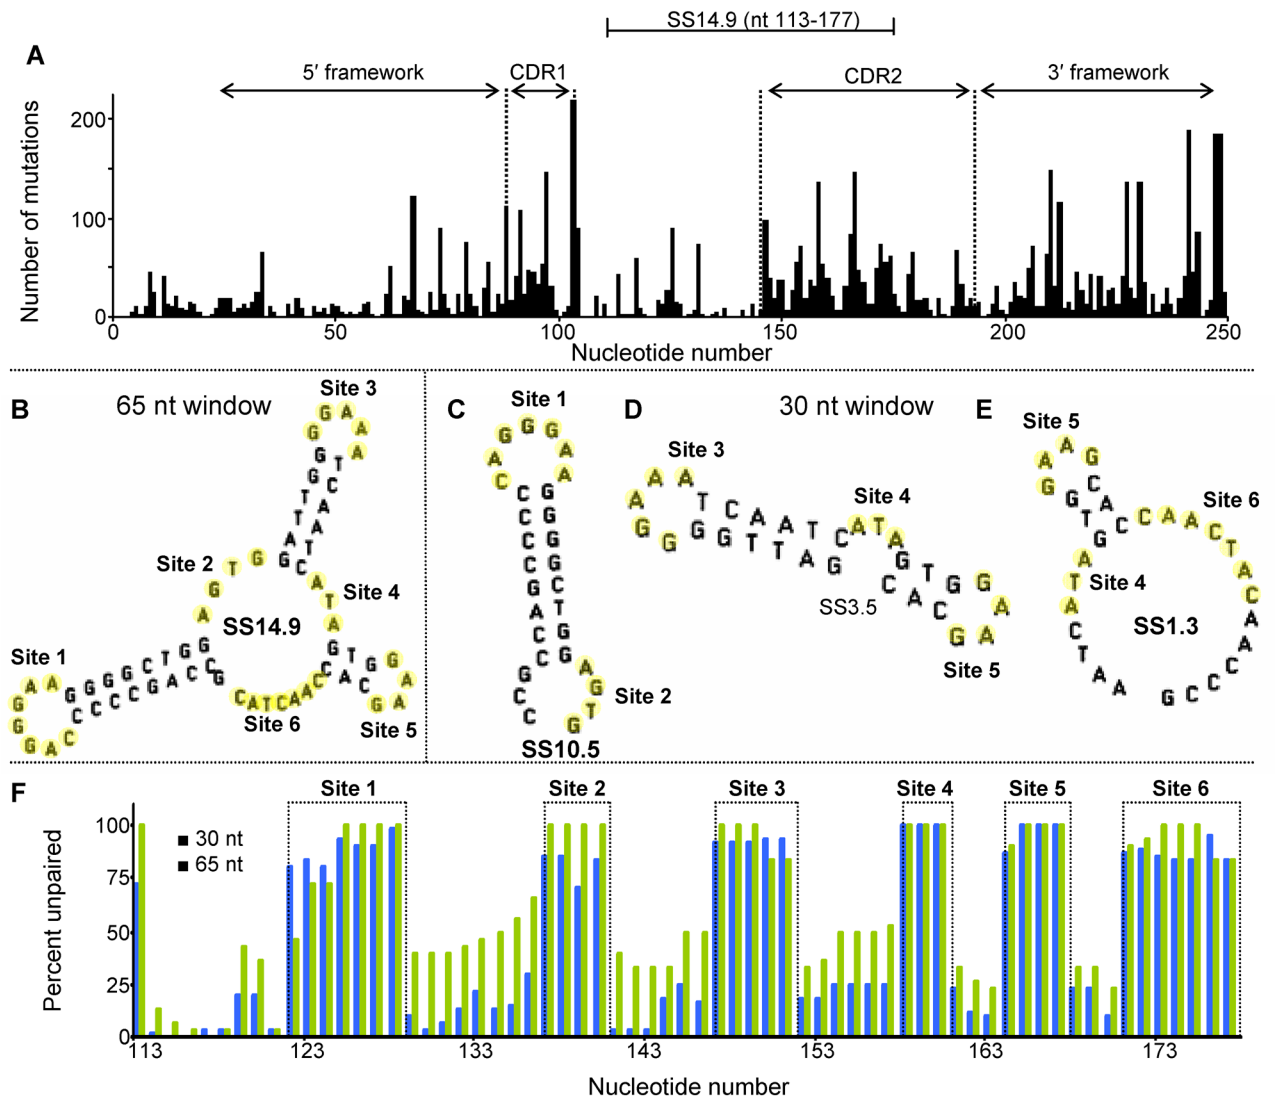 SS14.9 (nt 113-177)
A
5′ framework
CDR1
CDR2
3′ framework
Number of mutations
200
100
0
0 50 100 150 200 250
Nucleotide number
B
65 nt window
Site 3
Site 2
Site 4
SS14.9
Site 1
Site 6
Site 5
C
Site 1
Site 2
SS10.5
D
30 nt window
Site 3
Site 4
SS3.5
Site 5
E
Site 5
Site 6
Site 4
SS1.3
F
Site 1 Site 2 Site 3 Site 4 Site 5 Site 6
Percent unpaired
100
75
50
25
0
30 nt
65 nt
113 123 133 143 153 163 173
Nucleotide number